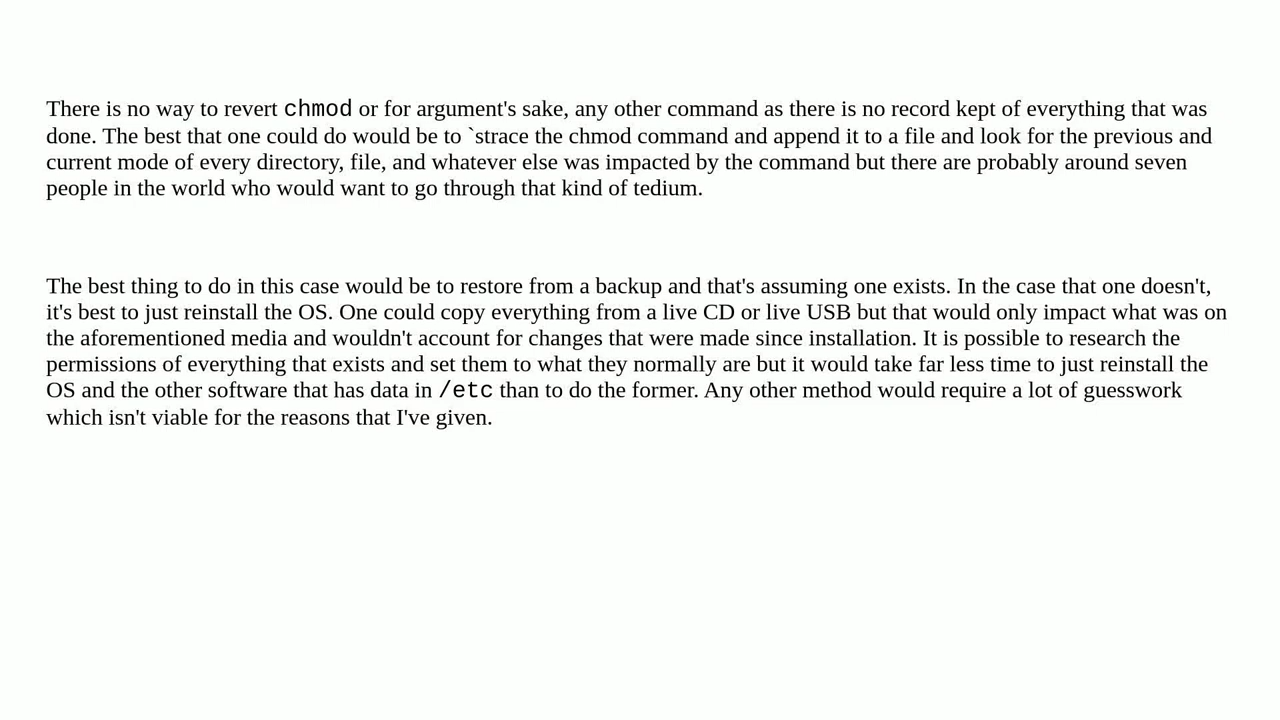 There is no way to revert chmod or for argument's sake, any other command as there is no record kept of everything that was
done. The best that one could do would be to `strace the chmod command and append it to a file and look for the previous and
current mode of every directory, file, and whatever else was impacted by the command but there are probably around seven
people in the world who would want to go through that kind of tedium.
The best thing to do in this case would be to restore from a backup and that's assuming one exists. In the case that one doesn't,
it's best to just reinstall the OS. One could copy everything from a live CD or live USB but that would only impact what was on
the aforementioned media and wouldn't account for changes that were made since installation. It is possible to research the
permissions of everything that exists and set them to what they normally are but it would take far less time to just reinstall the
OS and the other software that has data in /etc than to do the former. Any other method would require a lot of guesswork
which isn't viable for the reasons that I've given.